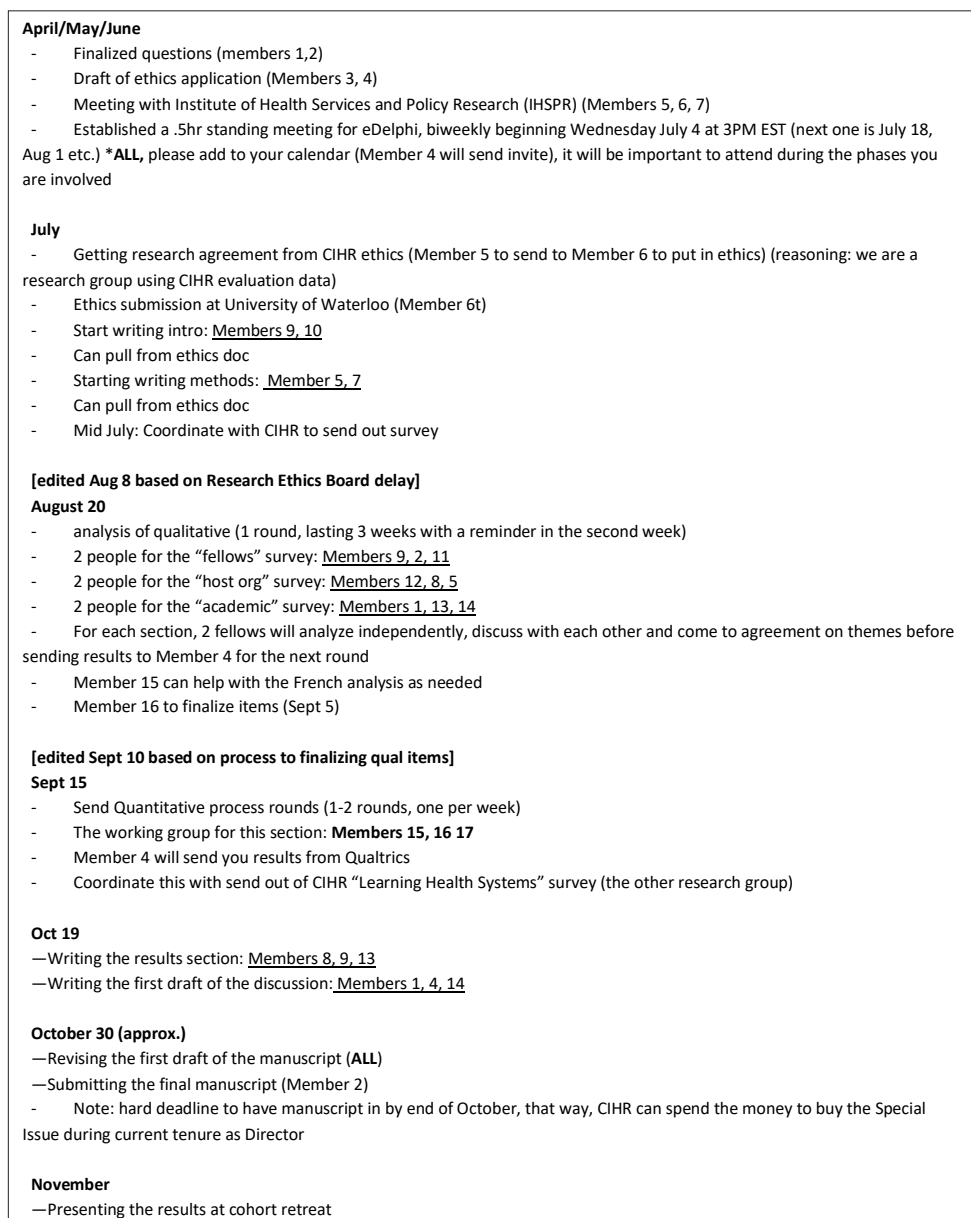 April/May/June
- Finalized questions (members 1,2)
- Draft of ethics application (Members 3, 4)
- Meeting with Institute of Health Services and Policy Research (IHSPR) (Members 5, 6, 7)
- Established a .5hr standing meeting for eDelphi, biweekly beginning Wednesday July 4 at 3PM EST (next one is July 18,
Aug 1 etc.) *ALL, please add to your calendar (Member 4 will send invite), it will be important to attend during the phases you
are involved
July
- Getting research agreement from CIHR ethics (Member 5 to send to Member 6 to put in ethics) (reasoning: we are a
research group using CIHR evaluation data)
- Ethics submission at University of Waterloo (Member 6t)
- Start writing intro: Members 9, 10
- Can pull from ethics doc
- Starting writing methods: Member 5, 7
- Can pull from ethics doc
- Mid July: Coordinate with CIHR to send out survey
[edited Aug 8 based on Research Ethics Board delay]
August 20
- analysis of qualitative (1 round, lasting 3 weeks with a reminder in the second week)
- 2 people for the “fellows” survey: Members 9, 2, 11
- 2 people for the “host org” survey: Members 12, 8, 5
- 2 people for the “academic” survey: Members 1, 13, 14
- For each section, 2 fellows will analyze independently, discuss with each other and come to agreement on themes before
sending results to Member 4 for the next round
- Member 15 can help with the French analysis as needed
- Member 16 to finalize items (Sept 5)
[edited Sept 10 based on process to finalizing qual items]
Sept 15
- Send Quantitative process rounds (1-2 rounds, one per week)
- The working group for this section: Members 15, 16 17
- Member 4 will send you results from Qualtrics
- Coordinate this with send out of CIHR “Learning Health Systems” survey (the other research group)
Oct 19
—Writing the results section: Members 8, 9, 13
—Writing the first draft of the discussion: Members 1, 4, 14
October 30 (approx.)
—Revising the first draft of the manuscript (ALL)
—Submitting the final manuscript (Member 2)
- Note: hard deadline to have manuscript in by end of October, that way, CIHR can spend the money to buy the Special
Issue during current tenure as Director
November
—Presenting the results at cohort retreat